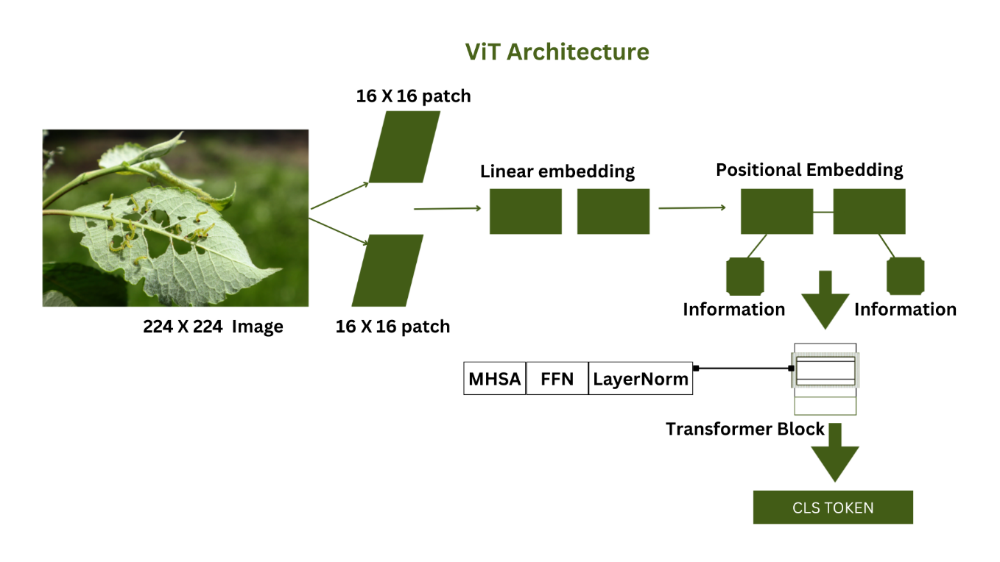 ViT Architecture
16 X 16 patch
Linear embedding
Positional Embedding
Information
Information
224 X 224 Image
16 X 16 patch
MHSA
FFN
LayerNorm
Transformer Block
CLS TOKEN